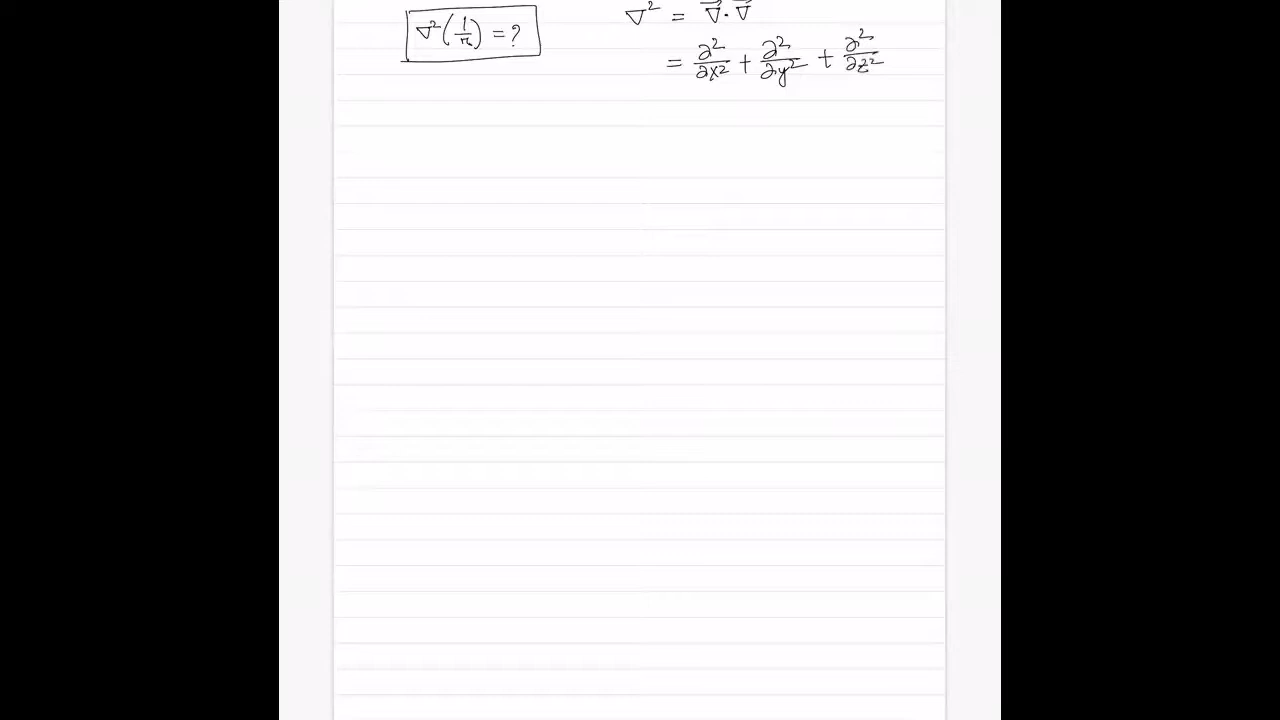 ∇²(1/r) = ?
∇² = ∇⃗·∇⃗
= ∂²/∂x² + ∂²/∂y² + ∂²/∂z²